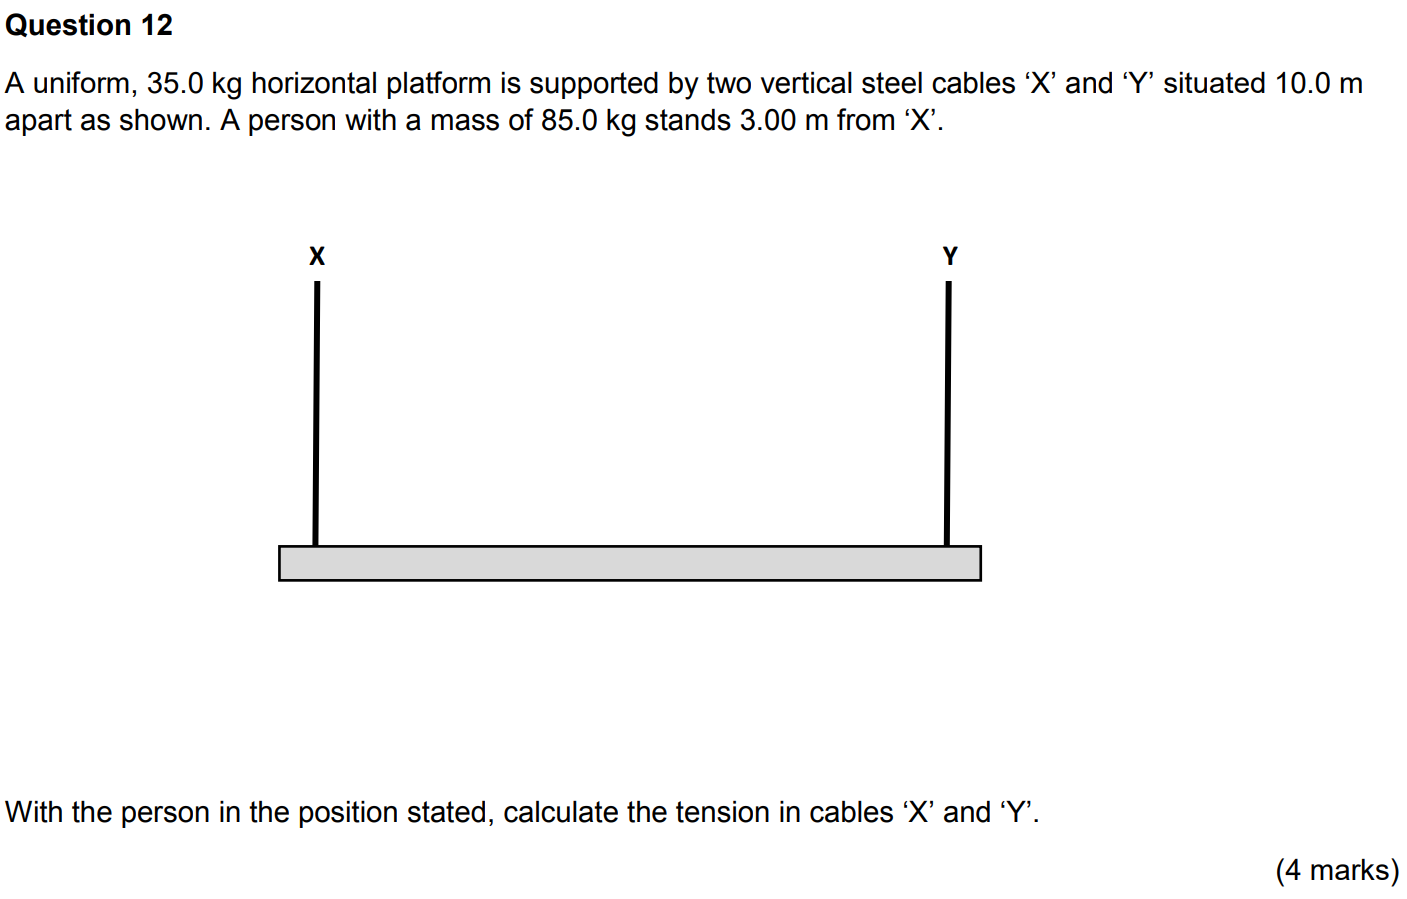 Question 12
A uniform, 35.0 kg horizontal platform is supported by two vertical steel cables ‘X’ and ‘Y’ situated 10.0 m
apart as shown. A person with a mass of 85.0 kg stands 3.00 m from ‘X’.
X
Y
With the person in the position stated, calculate the tension in cables ‘X’ and ‘Y’.
(4 marks)